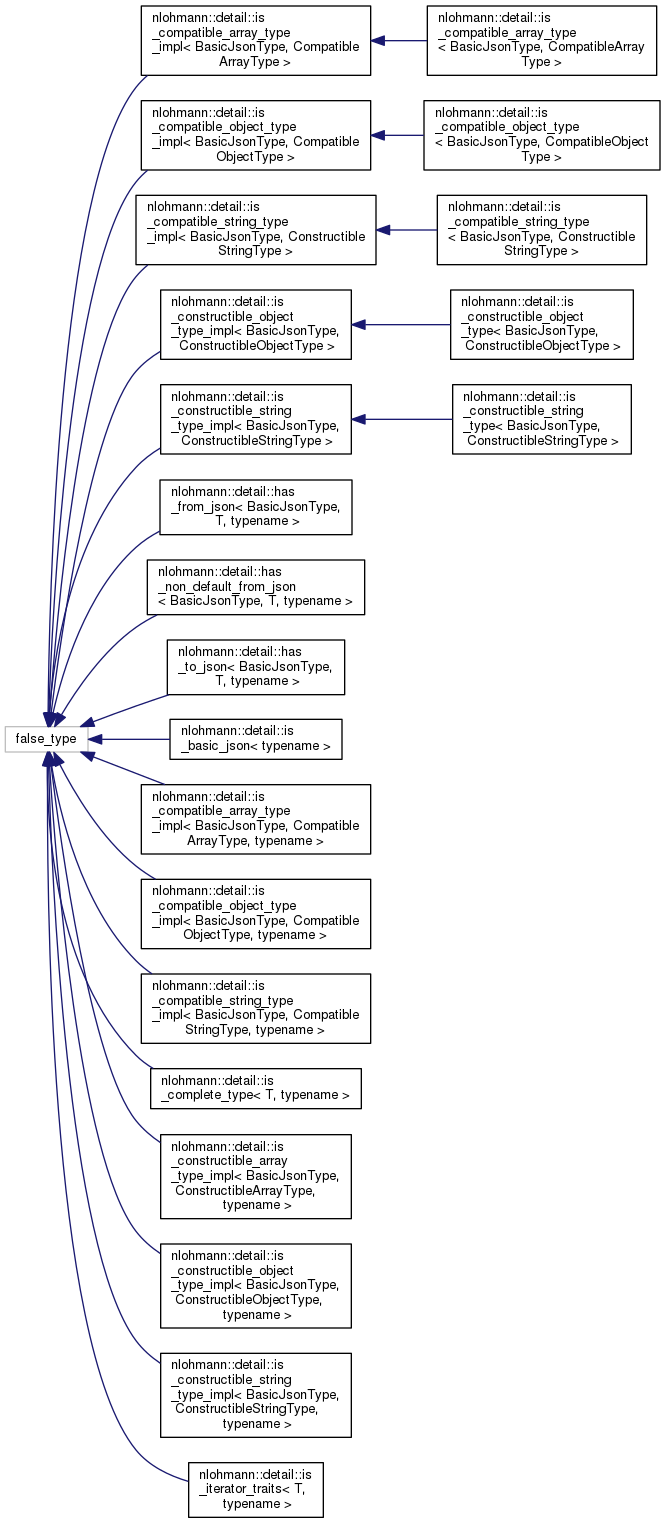 nlohmann::detail::is
_compatible_array_type
_impl< BasicJsonType, Compatible
ArrayType >
nlohmann::detail::is
_compatible_array_type
< BasicJsonType, CompatibleArray
Type >
nlohmann::detail::is
_compatible_object_type
_impl< BasicJsonType, Compatible
ObjectType >
nlohmann::detail::is
_compatible_object_type
< BasicJsonType, CompatibleObject
Type >
nlohmann::detail::is
_compatible_string_type
_impl< BasicJsonType, Constructible
StringType >
nlohmann::detail::is
_compatible_string_type
< BasicJsonType, Constructible
StringType >
nlohmann::detail::is
_constructible_object
_type_impl< BasicJsonType,
ConstructibleObjectType >
nlohmann::detail::is
_constructible_object
_type< BasicJsonType,
ConstructibleObjectType >
nlohmann::detail::is
_constructible_string
_type_impl< BasicJsonType,
ConstructibleStringType >
nlohmann::detail::is
_constructible_string
_type< BasicJsonType,
ConstructibleStringType >
nlohmann::detail::has
_from_json< BasicJsonType,
T, typename >
nlohmann::detail::has
_non_default_from_json
< BasicJsonType, T, typename >
nlohmann::detail::has
_to_json< BasicJsonType,
T, typename >
false_type
nlohmann::detail::is
_basic_json< typename >
nlohmann::detail::is
_compatible_array_type
_impl< BasicJsonType, Compatible
ArrayType, typename >
nlohmann::detail::is
_compatible_object_type
_impl< BasicJsonType, Compatible
ObjectType, typename >
nlohmann::detail::is
_compatible_string_type
_impl< BasicJsonType, Compatible
StringType, typename >
nlohmann::detail::is
_complete_type< T, typename >
nlohmann::detail::is
_constructible_array
_type_impl< BasicJsonType,
ConstructibleArrayType,
typename >
nlohmann::detail::is
_constructible_object
_type_impl< BasicJsonType,
ConstructibleObjectType,
typename >
nlohmann::detail::is
_constructible_string
_type_impl< BasicJsonType,
ConstructibleStringType,
typename >
nlohmann::detail::is
_iterator_traits< T,
typename >